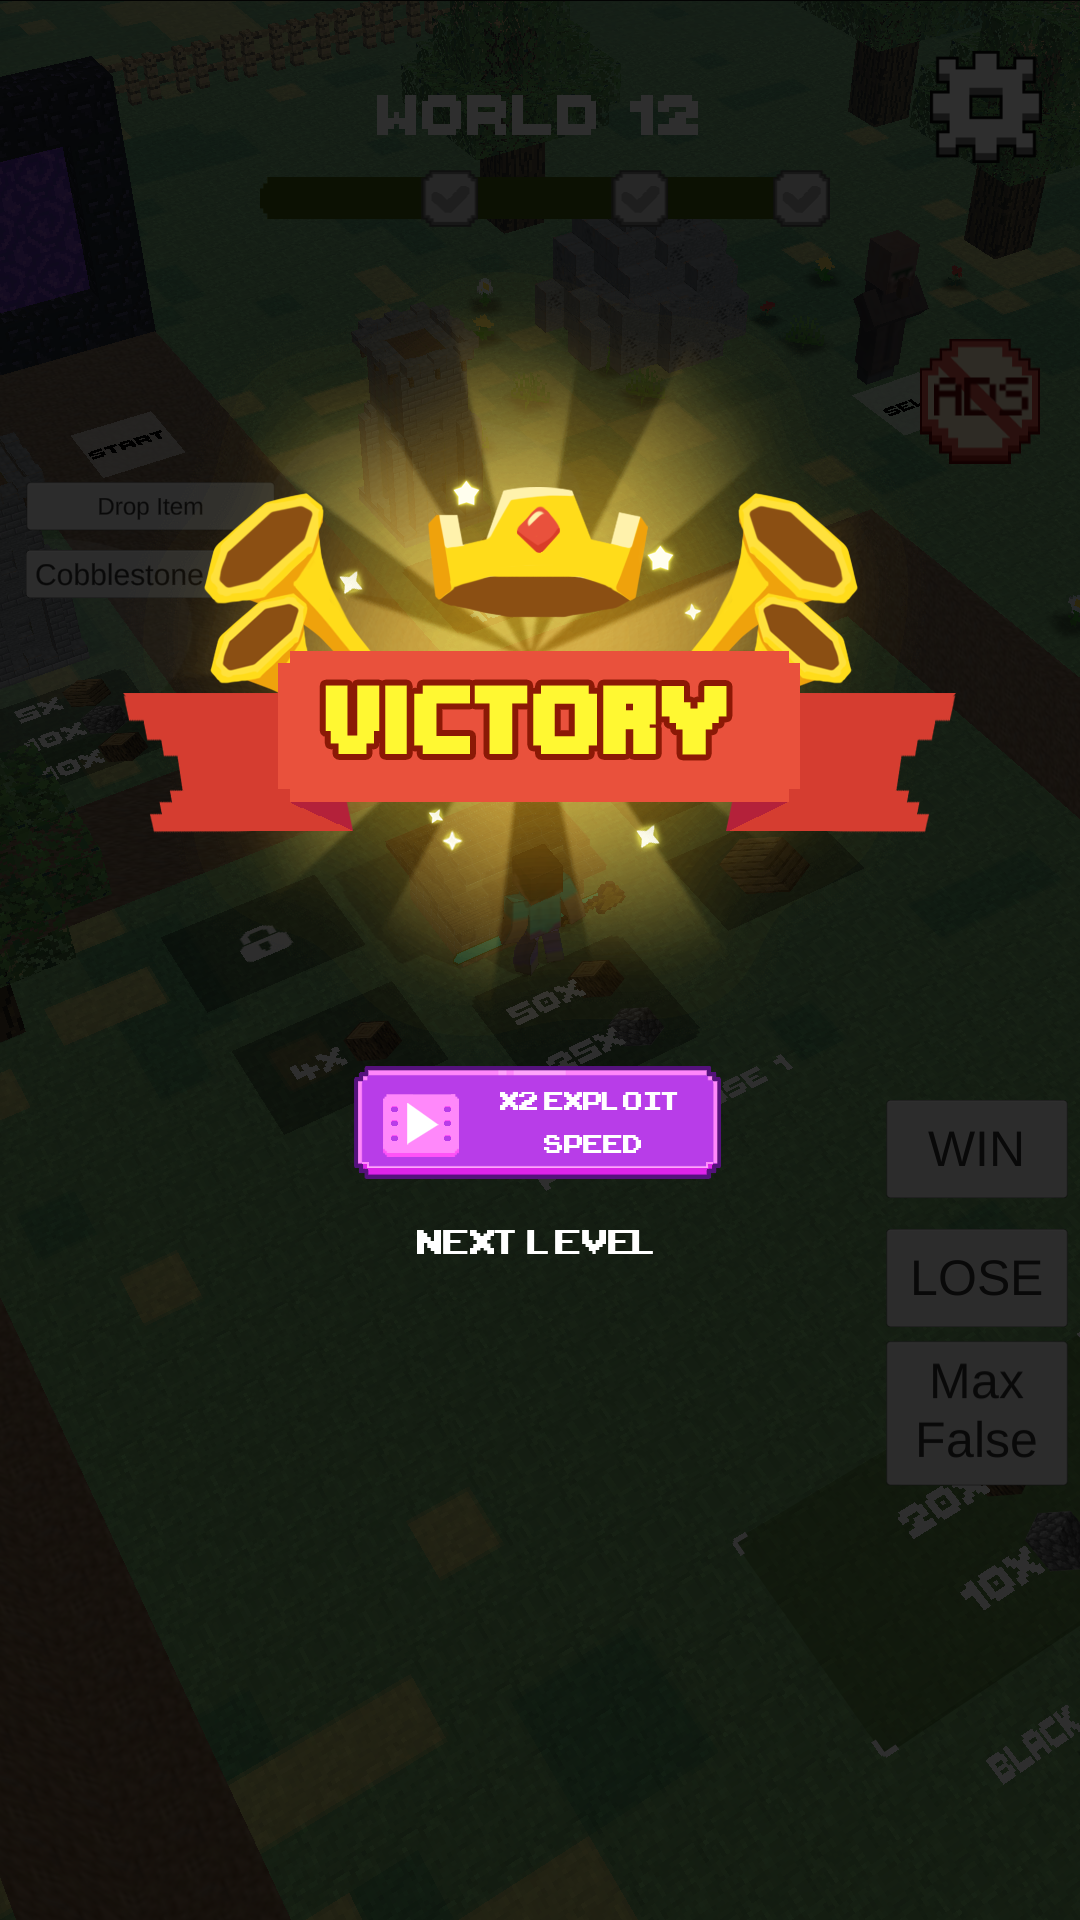 WORLD 12
ADS
START
Drop Item
Cobblestone
VICTORY
5X
10X
10X
50X
25X
4X
X2 EXPLOIT
SPEED
NEXT LEVEL
WIN
LOSE
Max
False
20X
10X
BLACK